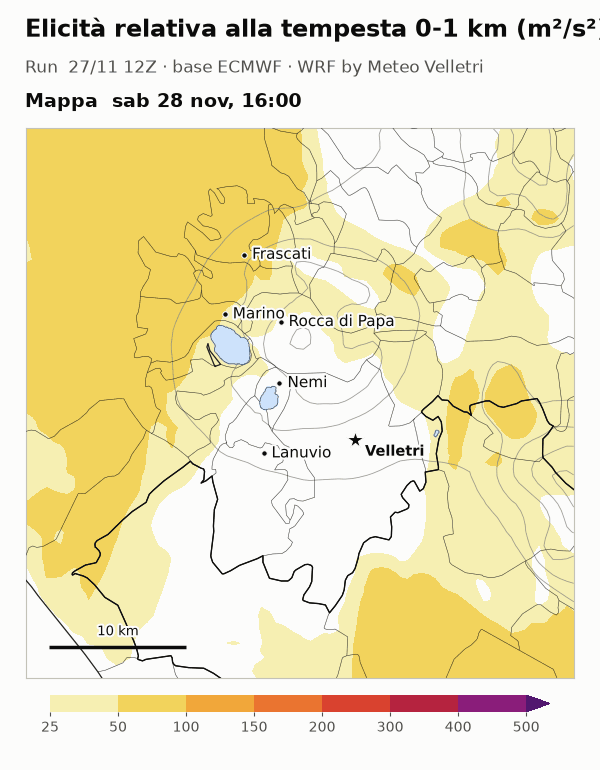 Elicità relativa alla tempesta 0-1 km (m²/s²)
Run 27/11 12Z · base ECMWF · WRF by Meteo Velletri
Mappa sab 28 nov, 16:00
Frascati
Marino
Rocca di Papa
Nemi
Velletri
Lanuvio
10 km
25 50 100 150 200 300 400 500